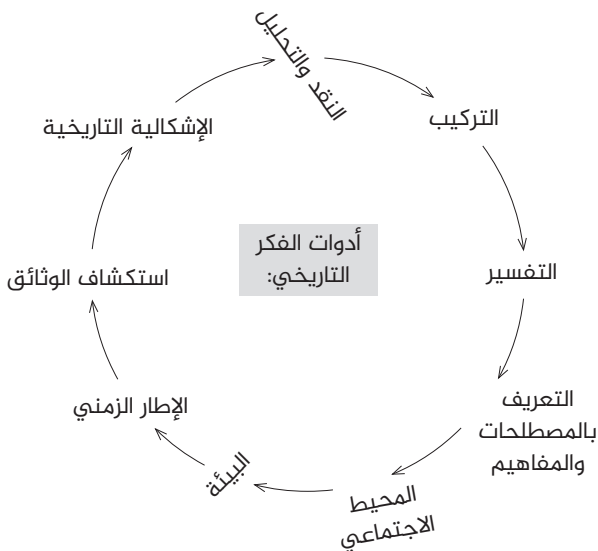 أدوات الفكر
التاريخي:
النقد والتحليل
التركيب
التفسير
التعريف
بالمصطلحات
والمفاهيم
المحيط
الاجتماعي
البيئة
الإطار الزمني
استكشاف الوثائق
الإشكالية التاريخية